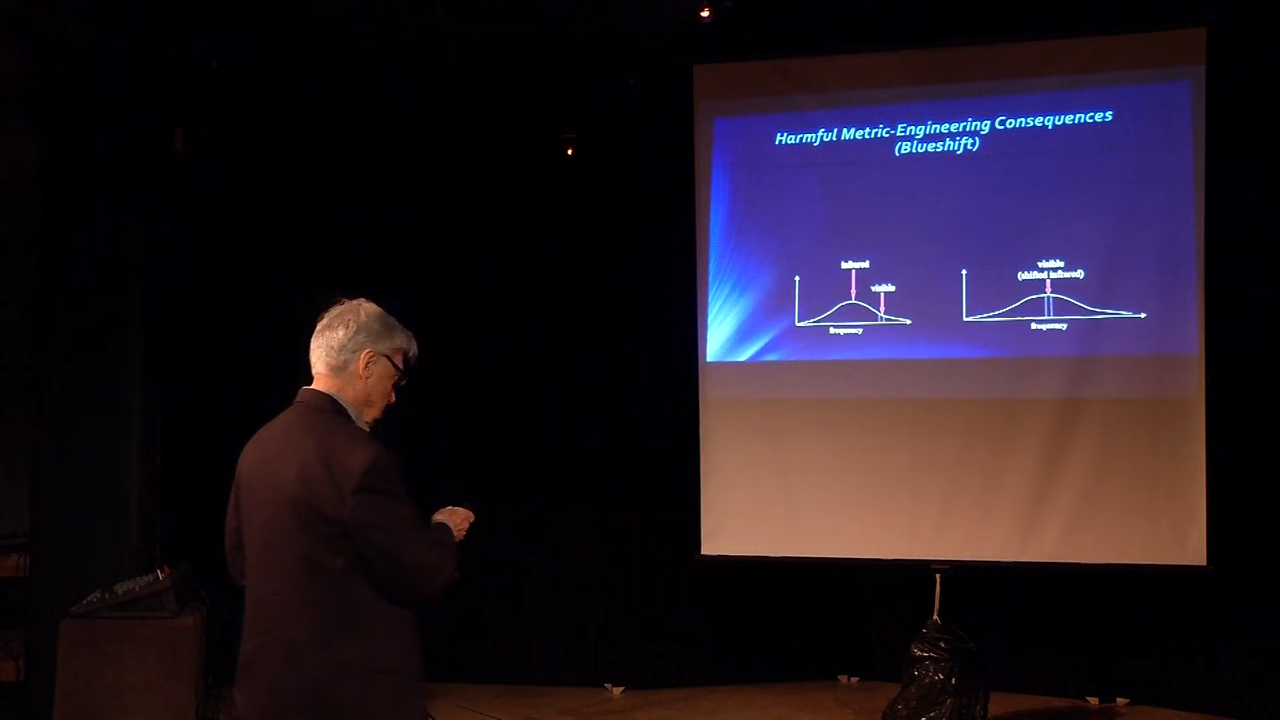 Harmful Metric-Engineering Consequences
(Blueshift)
infrared
visible
frequency
visible
(shifted infrared)
frequency